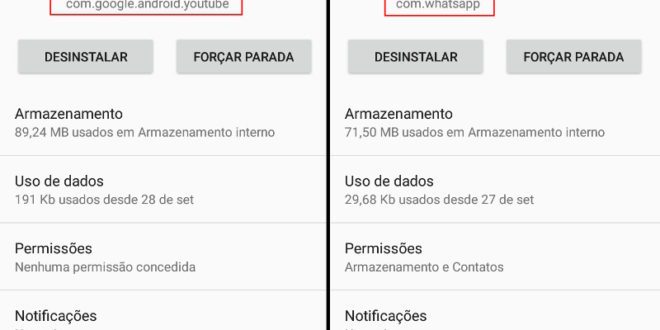 com.google.android.youtube
DESINSTALAR
FORÇAR PARADA
Armazenamento
89,24 MB usados em Armazenamento interno
Uso de dados
191 Kb usados desde 28 de set
Permissões
Nenhuma permissão concedida
Notificações
com.whatsapp
DESINSTALAR
FORÇAR PARADA
Armazenamento
71,50 MB usados em Armazenamento interno
Uso de dados
29,68 Kb usados desde 27 de set
Permissões
Armazenamento e Contatos
Notificações